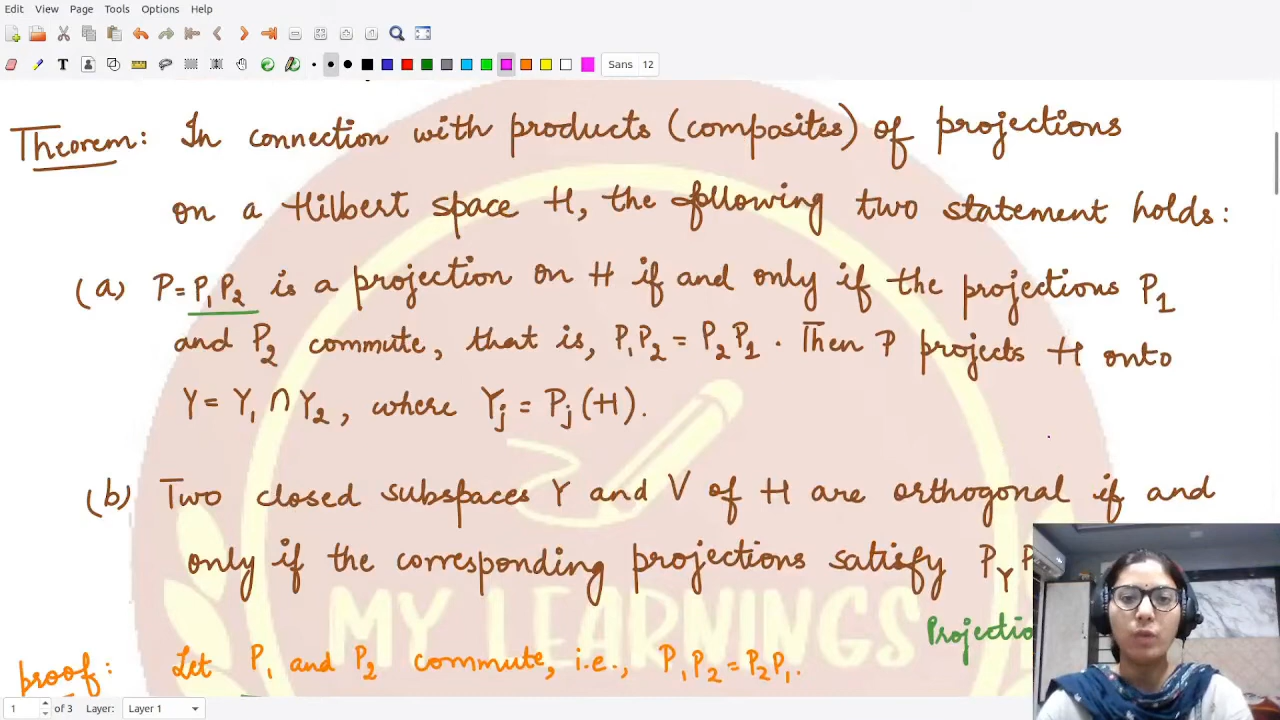 Edit View Page Tools Options Help
Sans 12
Theorem: In connection with products (composites) of projections
on a Hilbert space H, the following two statement holds:
(a) P = P₁P₂ is a projection on H if and only if the projections P₁
and P₂ commute, that is, P₁P₂ = P₂P₁. Then P projects H onto
Y = Y₁ ∩ Y₂, where Yⱼ = Pⱼ(H).
(b) Two closed subspaces Y and V of H are orthogonal if and
only if the corresponding projections satisfy P_Y P
Projectio
proof: Let P₁ and P₂ commute, i.e., P₁P₂ = P₂P₁.
MY LEARNINGS
1 of 3 Layer: Layer 1